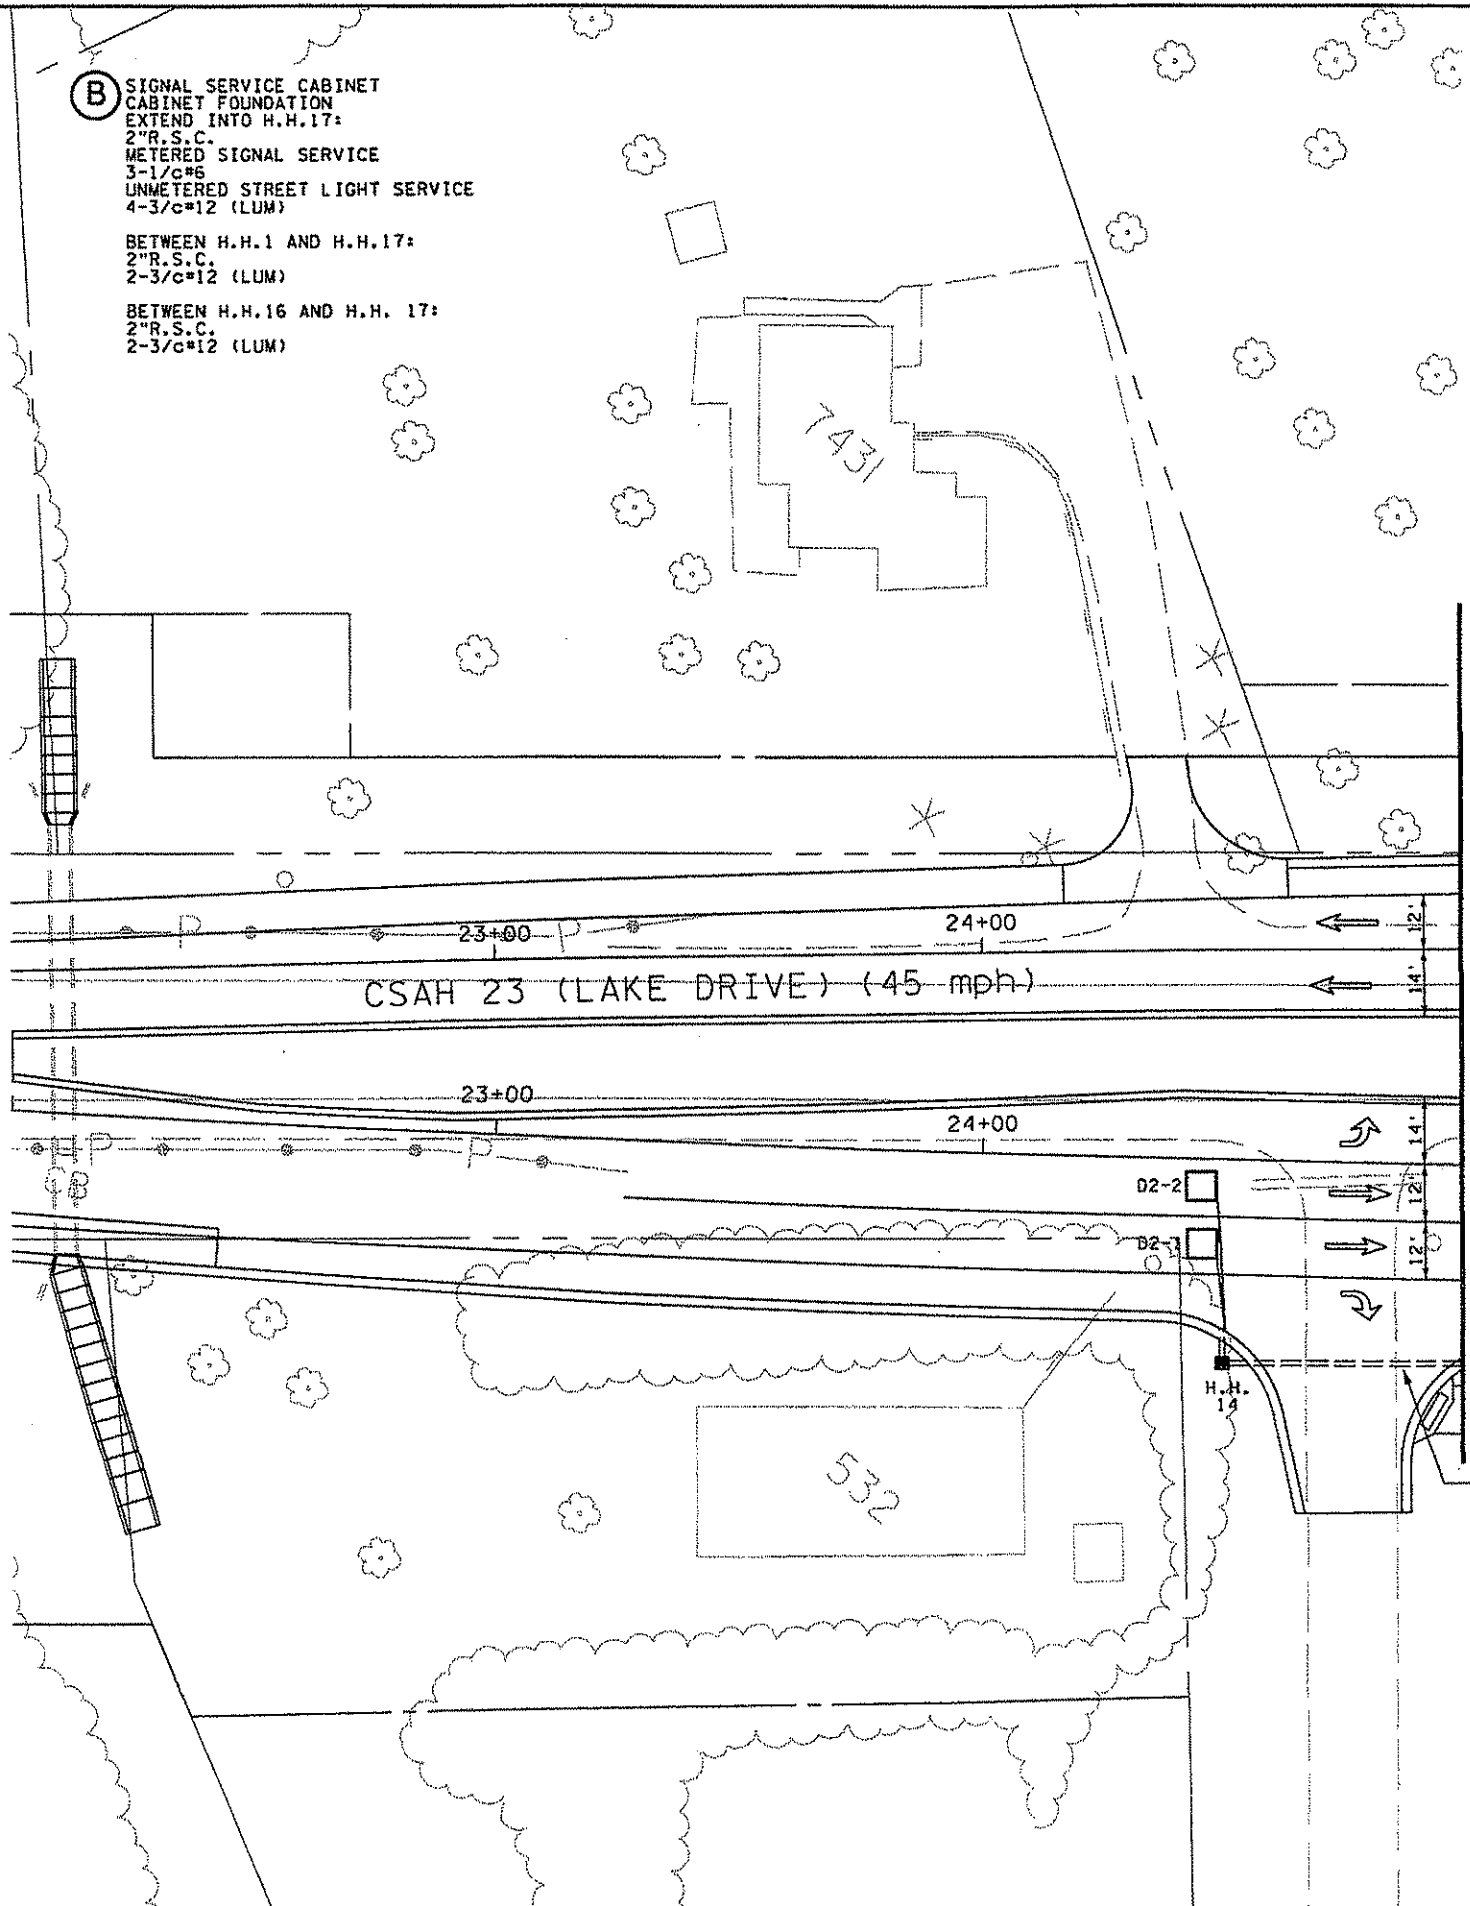 B
SIGNAL SERVICE CABINET
CABINET FOUNDATION
EXTEND INTO H.H.17:
2"R.S.C.
METERED SIGNAL SERVICE
3-1/c#6
UNMETERED STREET LIGHT SERVICE
4-3/c#12 (LUM)
BETWEEN H.H.1 AND H.H.17:
2"R.S.C.
2-3/c#12 (LUM)
BETWEEN H.H.16 AND H.H. 17:
2"R.S.C.
2-3/c#12 (LUM)
7431
P
23+00
P
24+00
12'
CSAH 23 (LAKE DRIVE) (45 mph)
14'
23+00
24+00
14'
P
P
CB
D2-2
12'
D2-1
12'
H.H.
14
532